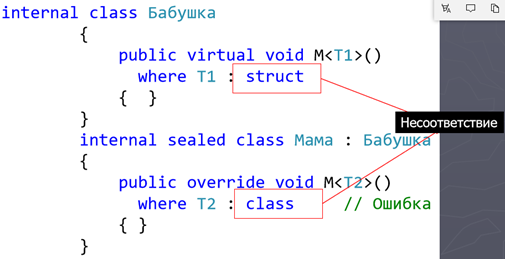 internal class Бабушка
{
public virtual void M<T1>()
where T1 : struct
{ }
}
Несоответствие
internal sealed class Мама : Бабушка
{
public override void M<T2>()
where T2 : class // Ошибка
{ }
}